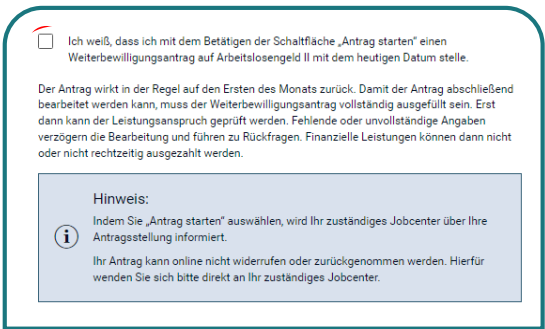 Ich weiß, dass ich mit dem Betätigen der Schaltfläche „Antrag starten“ einen
Weiterbewilligungsantrag auf Arbeitslosengeld II mit dem heutigen Datum stelle.
Der Antrag wirkt in der Regel auf den Ersten des Monats zurück. Damit der Antrag abschließend
bearbeitet werden kann, muss der Weiterbewilligungsantrag vollständig ausgefüllt sein. Erst
dann kann der Leistungsanspruch geprüft werden. Fehlende oder unvollständige Angaben
verzögern die Bearbeitung und führen zu Rückfragen. Finanzielle Leistungen können dann nicht
oder nicht rechtzeitig ausgezahlt werden.
Hinweis:
Indem Sie „Antrag starten“ auswählen, wird Ihr zuständiges Jobcenter über Ihre
Antragsstellung informiert.
Ihr Antrag kann online nicht widerrufen oder zurückgenommen werden. Hierfür
wenden Sie sich bitte direkt an Ihr zuständiges Jobcenter.